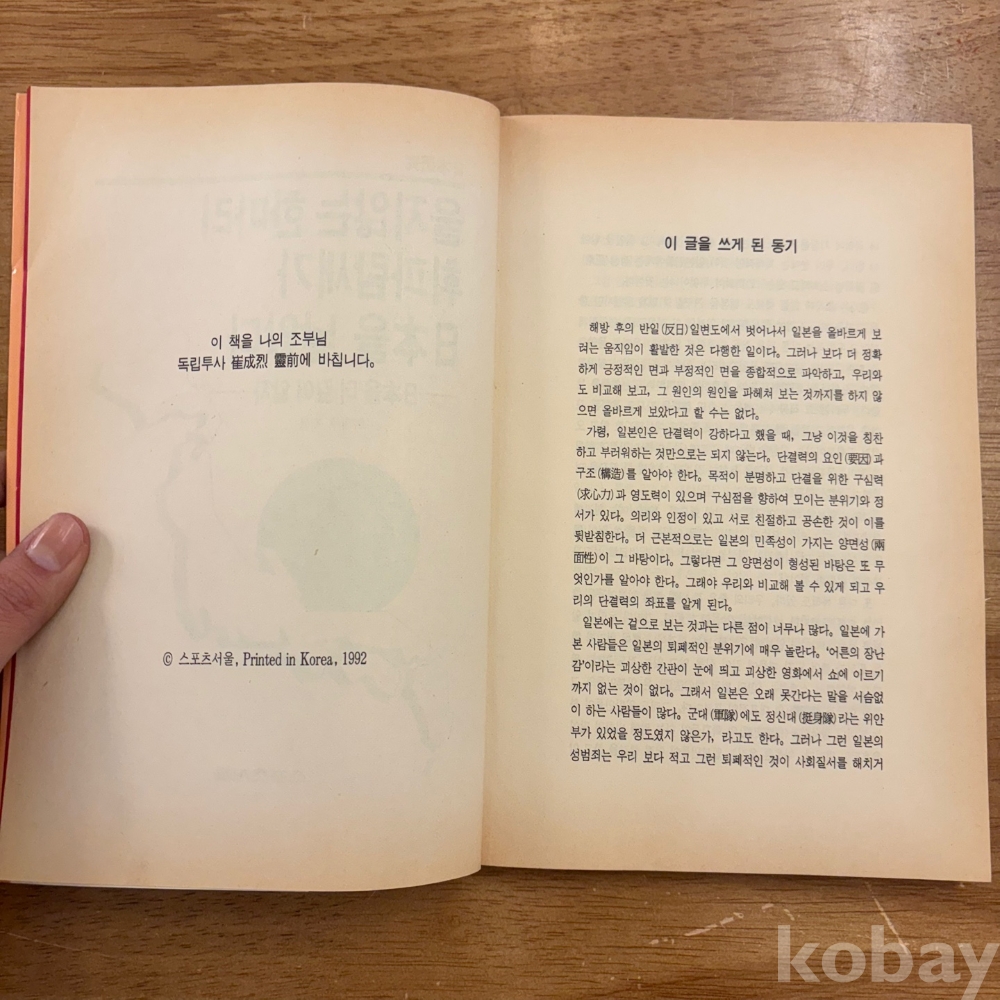 이 책을 나의 조부님
독립투사 崔成烈 靈前에 바칩니다.
© 스포츠서울, Printed in Korea, 1992
이 글을 쓰게 된 동기
해방 후의 반일(反日)일변도에서 벗어나서 일본을 올바르게 보
려는 움직임이 활발한 것은 다행한 일이다. 그러나 보다 더 정확
하게 긍정적인 면과 부정적인 면을 종합적으로 파악하고, 우리와
도 비교해 보고, 그 원인의 원인을 파헤쳐 보는 것까지를 하지 않
으면 올바르게 보았다고 할 수는 없다.
가령, 일본인은 단결력이 강하다고 했을 때, 그냥 이것을 칭찬
하고 부러워하는 것만으로는 되지 않는다. 단결력의 요인(要因)과
구조(構造)를 알아야 한다. 목적이 분명하고 단결을 위한 구심력
(求心力)과 영도력이 있으며 구심점을 향하여 모이는 분위기와 정
서가 있다. 의리와 인정이 있고 서로 친절하고 공손한 것이 이를
뒷받침한다. 더 근본적으로는 일본의 민족성이 가지는 양면성(兩
面性)이 그 바탕이다. 그렇다면 그 양면성이 형성된 바탕은 또 무
엇인가를 알아야 한다. 그래야 우리와 비교해 볼 수 있게 되고 우
리의 단결력의 좌표를 알게 된다.
일본에는 겉으로 보는 것과는 다른 점이 너무나 많다. 일본에 가
본 사람들은 일본의 퇴폐적인 분위기에 매우 놀란다. ‘어른의 장난
감’이라는 괴상한 간판이 눈에 띄고 괴상한 영화에서 쇼에 이르기
까지 없는 것이 없다. 그래서 일본은 오래 못간다는 말을 서슴없
이 하는 사람들이 많다. 군대(軍隊)에도 정신대(挺身隊)라는 위안
부가 있었을 정도였지 않은가, 라고도 한다. 그러나 그런 일본의
성범죄는 우리 보다 적고 그런 퇴폐적인 것이 사회질서를 해치거
kobay